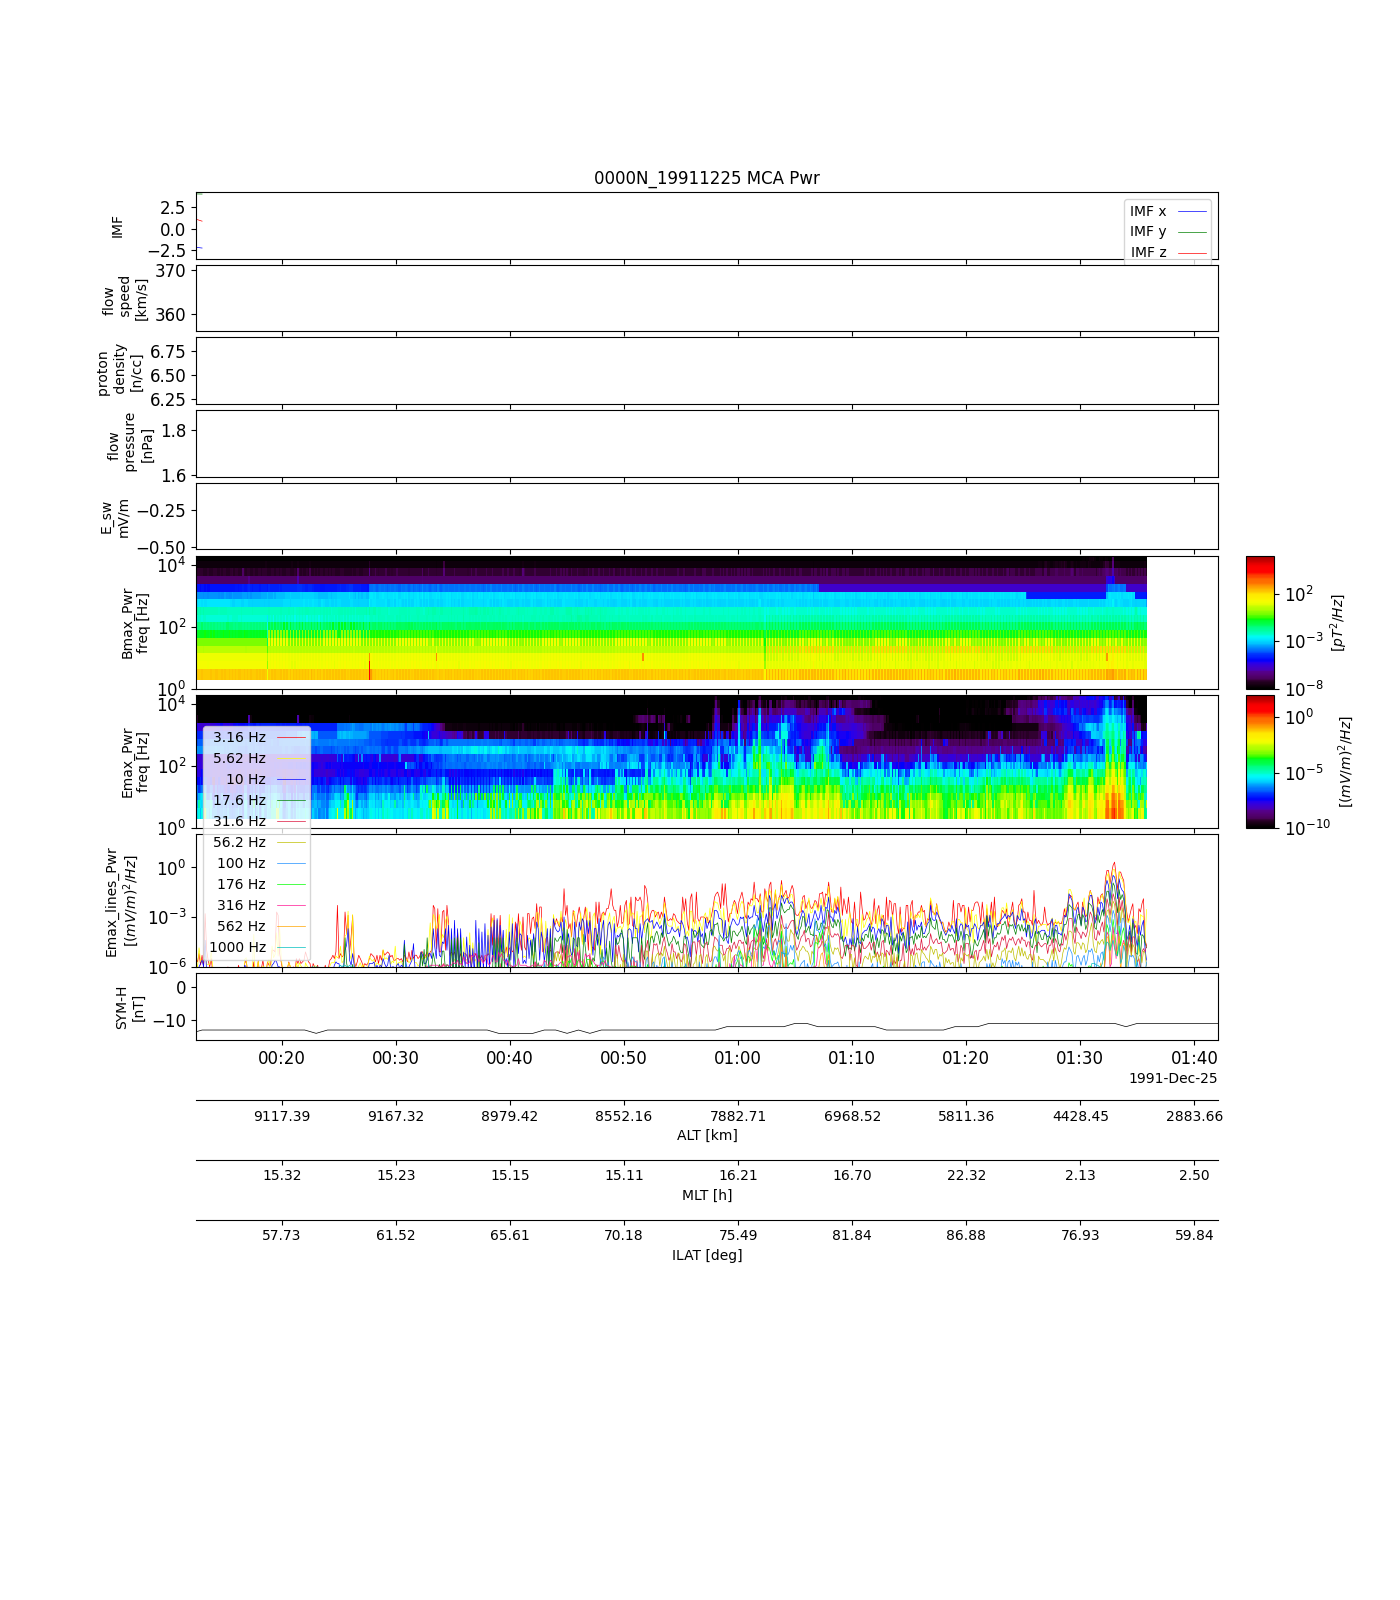 0000N_19911225 MCA Pwr
IMF
2.5
0.0
−2.5
IMF x
IMF y
IMF z
flow
speed
[km/s]
370
360
proton
density
[n/cc]
6.75
6.50
6.25
flow
pressure
[nPa]
1.8
1.6
E_sw
mV/m
−0.25
−0.50
Bmax_Pwr
freq [Hz]
10^4
10^2
10^0
10^2
10^−3
10^−8
[pT^2/Hz]
Emax_Pwr
freq [Hz]
10^4
10^2
10^0
10^0
10^−5
10^−10
[(mV/m)^2/Hz]
3.16 Hz
5.62 Hz
10 Hz
17.6 Hz
31.6 Hz
56.2 Hz
100 Hz
176 Hz
316 Hz
562 Hz
1000 Hz
Emax_lines_Pwr
[(mV/m)^2/Hz]
10^0
10^−3
10^−6
SYM-H
[nT]
0
−10
00:20 00:30 00:40 00:50 01:00 01:10 01:20 01:30 01:40
1991-Dec-25
9117.39 9167.32 8979.42 8552.16 7882.71 6968.52 5811.36 4428.45 2883.66
ALT [km]
15.32 15.23 15.15 15.11 16.21 16.70 22.32 2.13 2.50
MLT [h]
57.73 61.52 65.61 70.18 75.49 81.84 86.88 76.93 59.84
ILAT [deg]